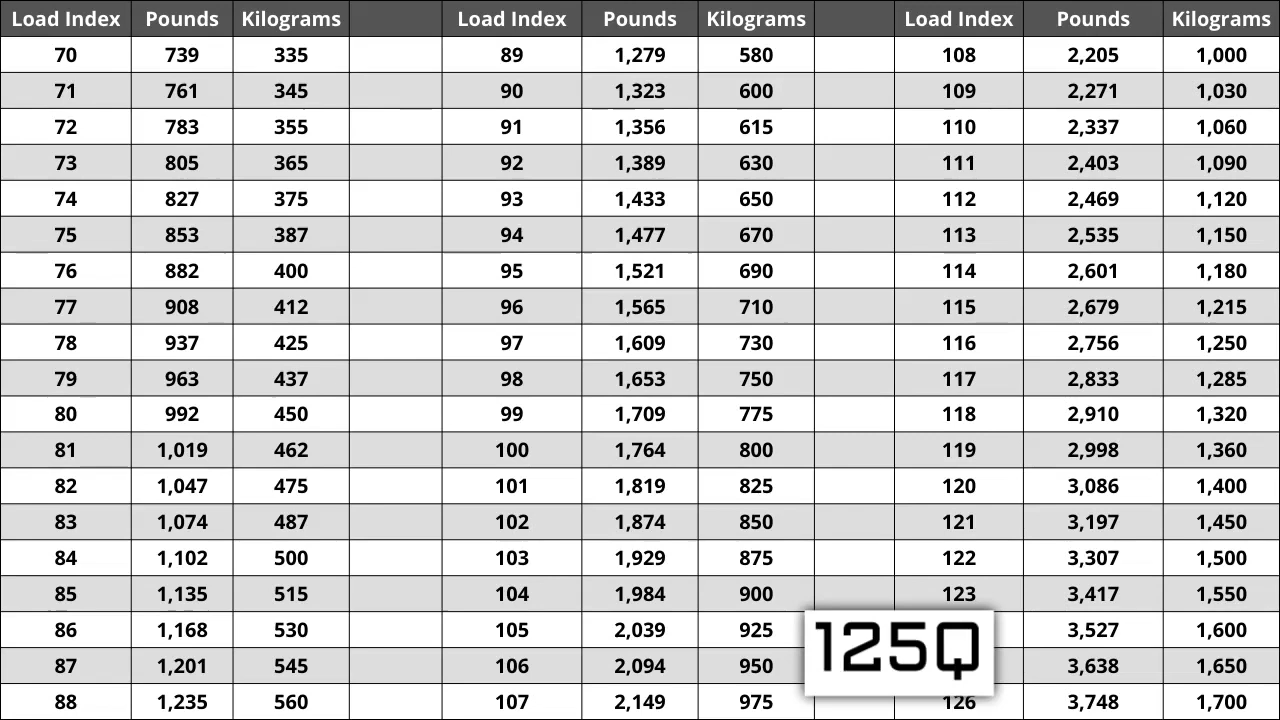 Load Index Pounds Kilograms Load Index Pounds Kilograms Load Index Pounds Kilograms
70 739 335 89 1,279 580 108 2,205 1,000
71 761 345 90 1,323 600 109 2,271 1,030
72 783 355 91 1,356 615 110 2,337 1,060
73 805 365 92 1,389 630 111 2,403 1,090
74 827 375 93 1,433 650 112 2,469 1,120
75 853 387 94 1,477 670 113 2,535 1,150
76 882 400 95 1,521 690 114 2,601 1,180
77 908 412 96 1,565 710 115 2,679 1,215
78 937 425 97 1,609 730 116 2,756 1,250
79 963 437 98 1,653 750 117 2,833 1,285
80 992 450 99 1,709 775 118 2,910 1,320
81 1,019 462 100 1,764 800 119 2,998 1,360
82 1,047 475 101 1,819 825 120 3,086 1,400
83 1,074 487 102 1,874 850 121 3,197 1,450
84 1,102 500 103 1,929 875 122 3,307 1,500
85 1,135 515 104 1,984 900 123 3,417 1,550
86 1,168 530 105 2,039 925 3,527 1,600
125Q
87 1,201 545 106 2,094 950 3,638 1,650
88 1,235 560 107 2,149 975 126 3,748 1,700